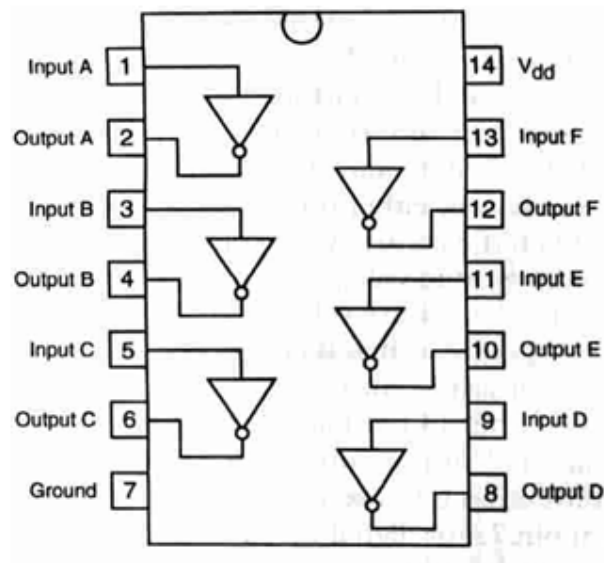 Input A 1
Output A 2
Input B 3
Output B 4
Input C 5
Output C 6
Ground 7
14 Vdd
13 Input F
12 Output F
11 Input E
10 Output E
9 Input D
8 Output D